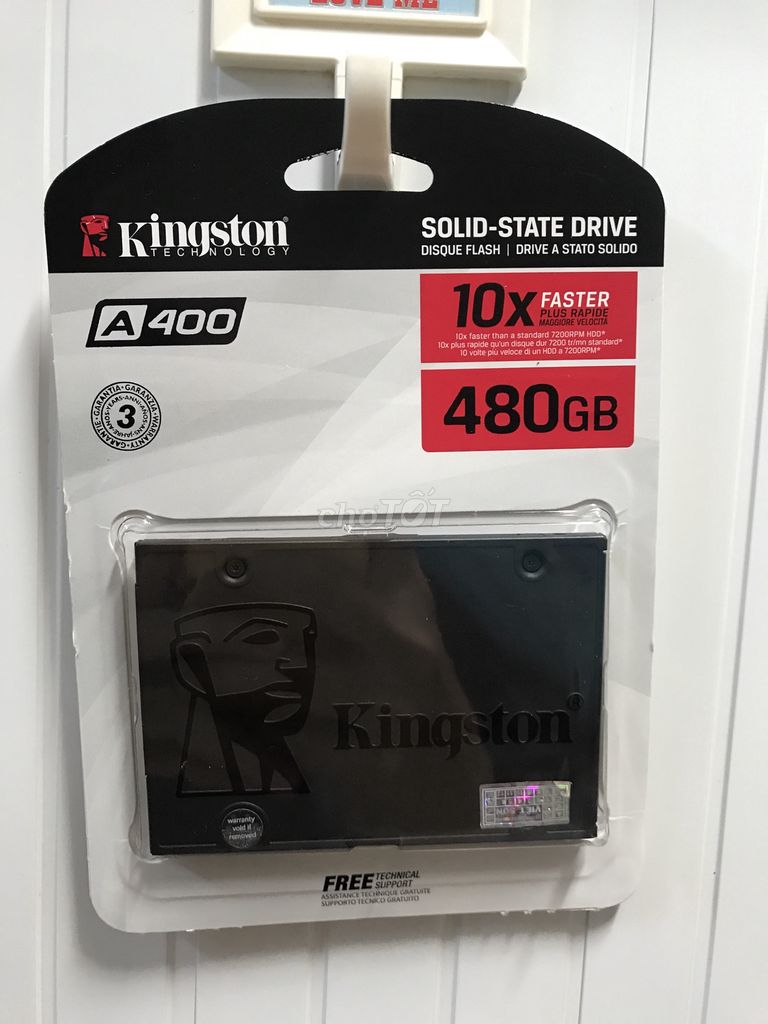 LOVE ME
Kingston®
TECHNOLOGY
SOLID-STATE DRIVE
DISQUE FLASH | DRIVE A STATO SOLIDO
A400
10x FASTER
PLUS RAPIDE
MAGGIORE VELOCITÀ
10x faster than a standard 7200RPM HDD*
10x plus rapide qu'un disque dur 7200 tr/mn standard*
10 volte più veloce di un HDD a 7200RPM*
3
480GB
choTỐT
Kingston®
warranty
void if
removed
FREE TECHNICAL
SUPPORT
ASSISTANCE TECHNIQUE GRATUITE
SUPPORTO TECNICO GRATUITO